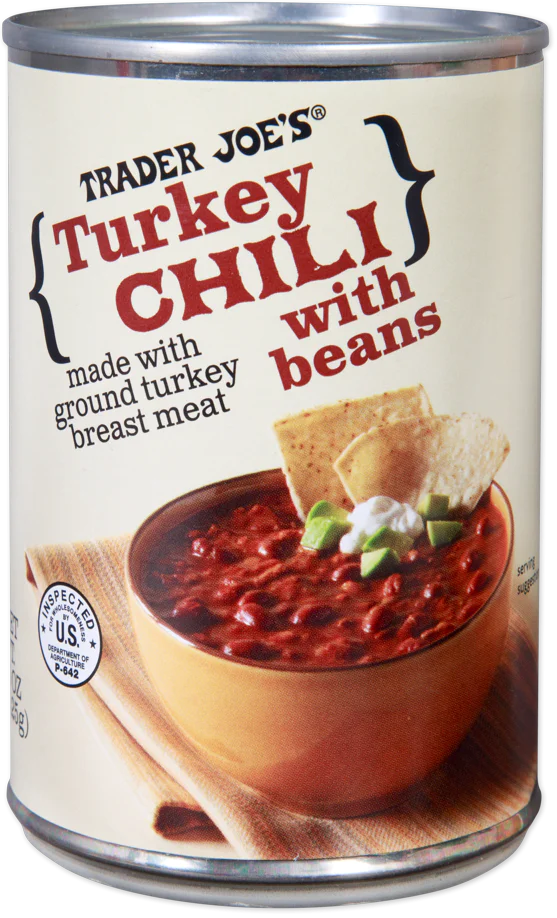 TRADER JOE'S®
{Turkey
CHILI}
with
beans
made with
ground turkey
breast meat
INSPECTED
FOR WHOLESOMENESS
BY
U.S.
DEPARTMENT OF
AGRICULTURE
P-642
serving
OZ